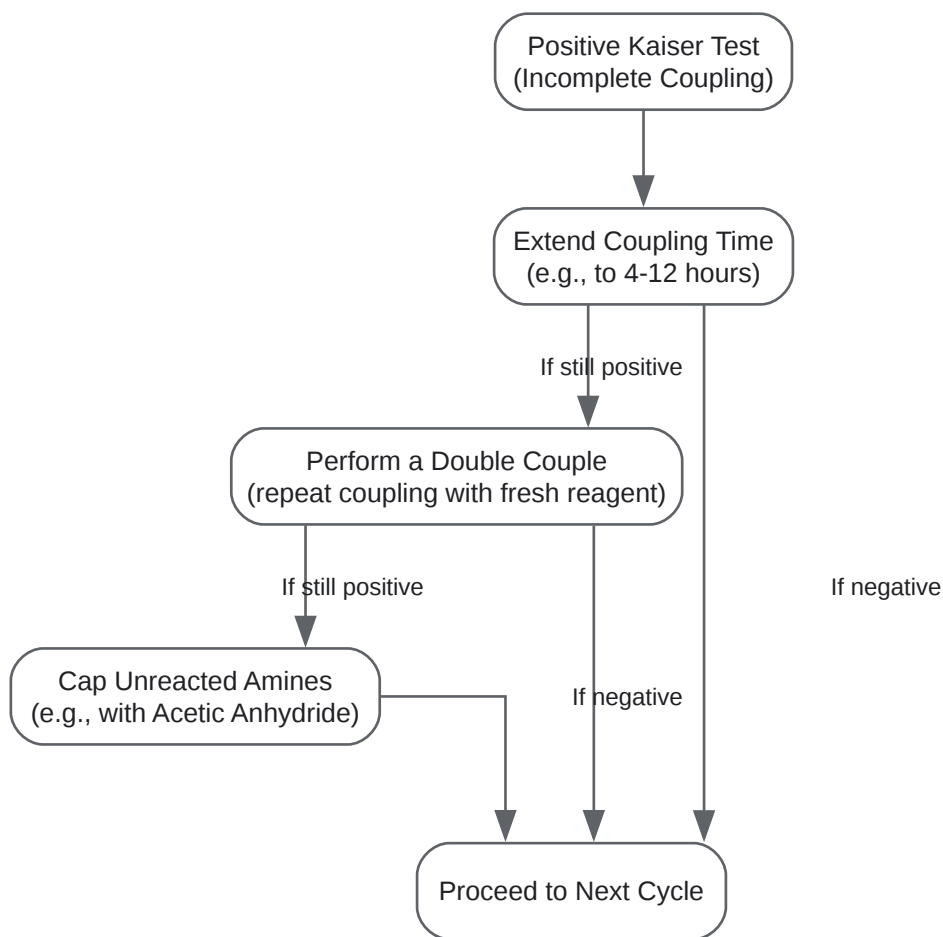 Positive Kaiser Test
(Incomplete Coupling)
Extend Coupling Time
(e.g., to 4-12 hours)
If still positive
Perform a Double Couple
(repeat coupling with fresh reagent)
If still positive
If negative
Cap Unreacted Amines
(e.g., with Acetic Anhydride)
If negative
Proceed to Next Cycle